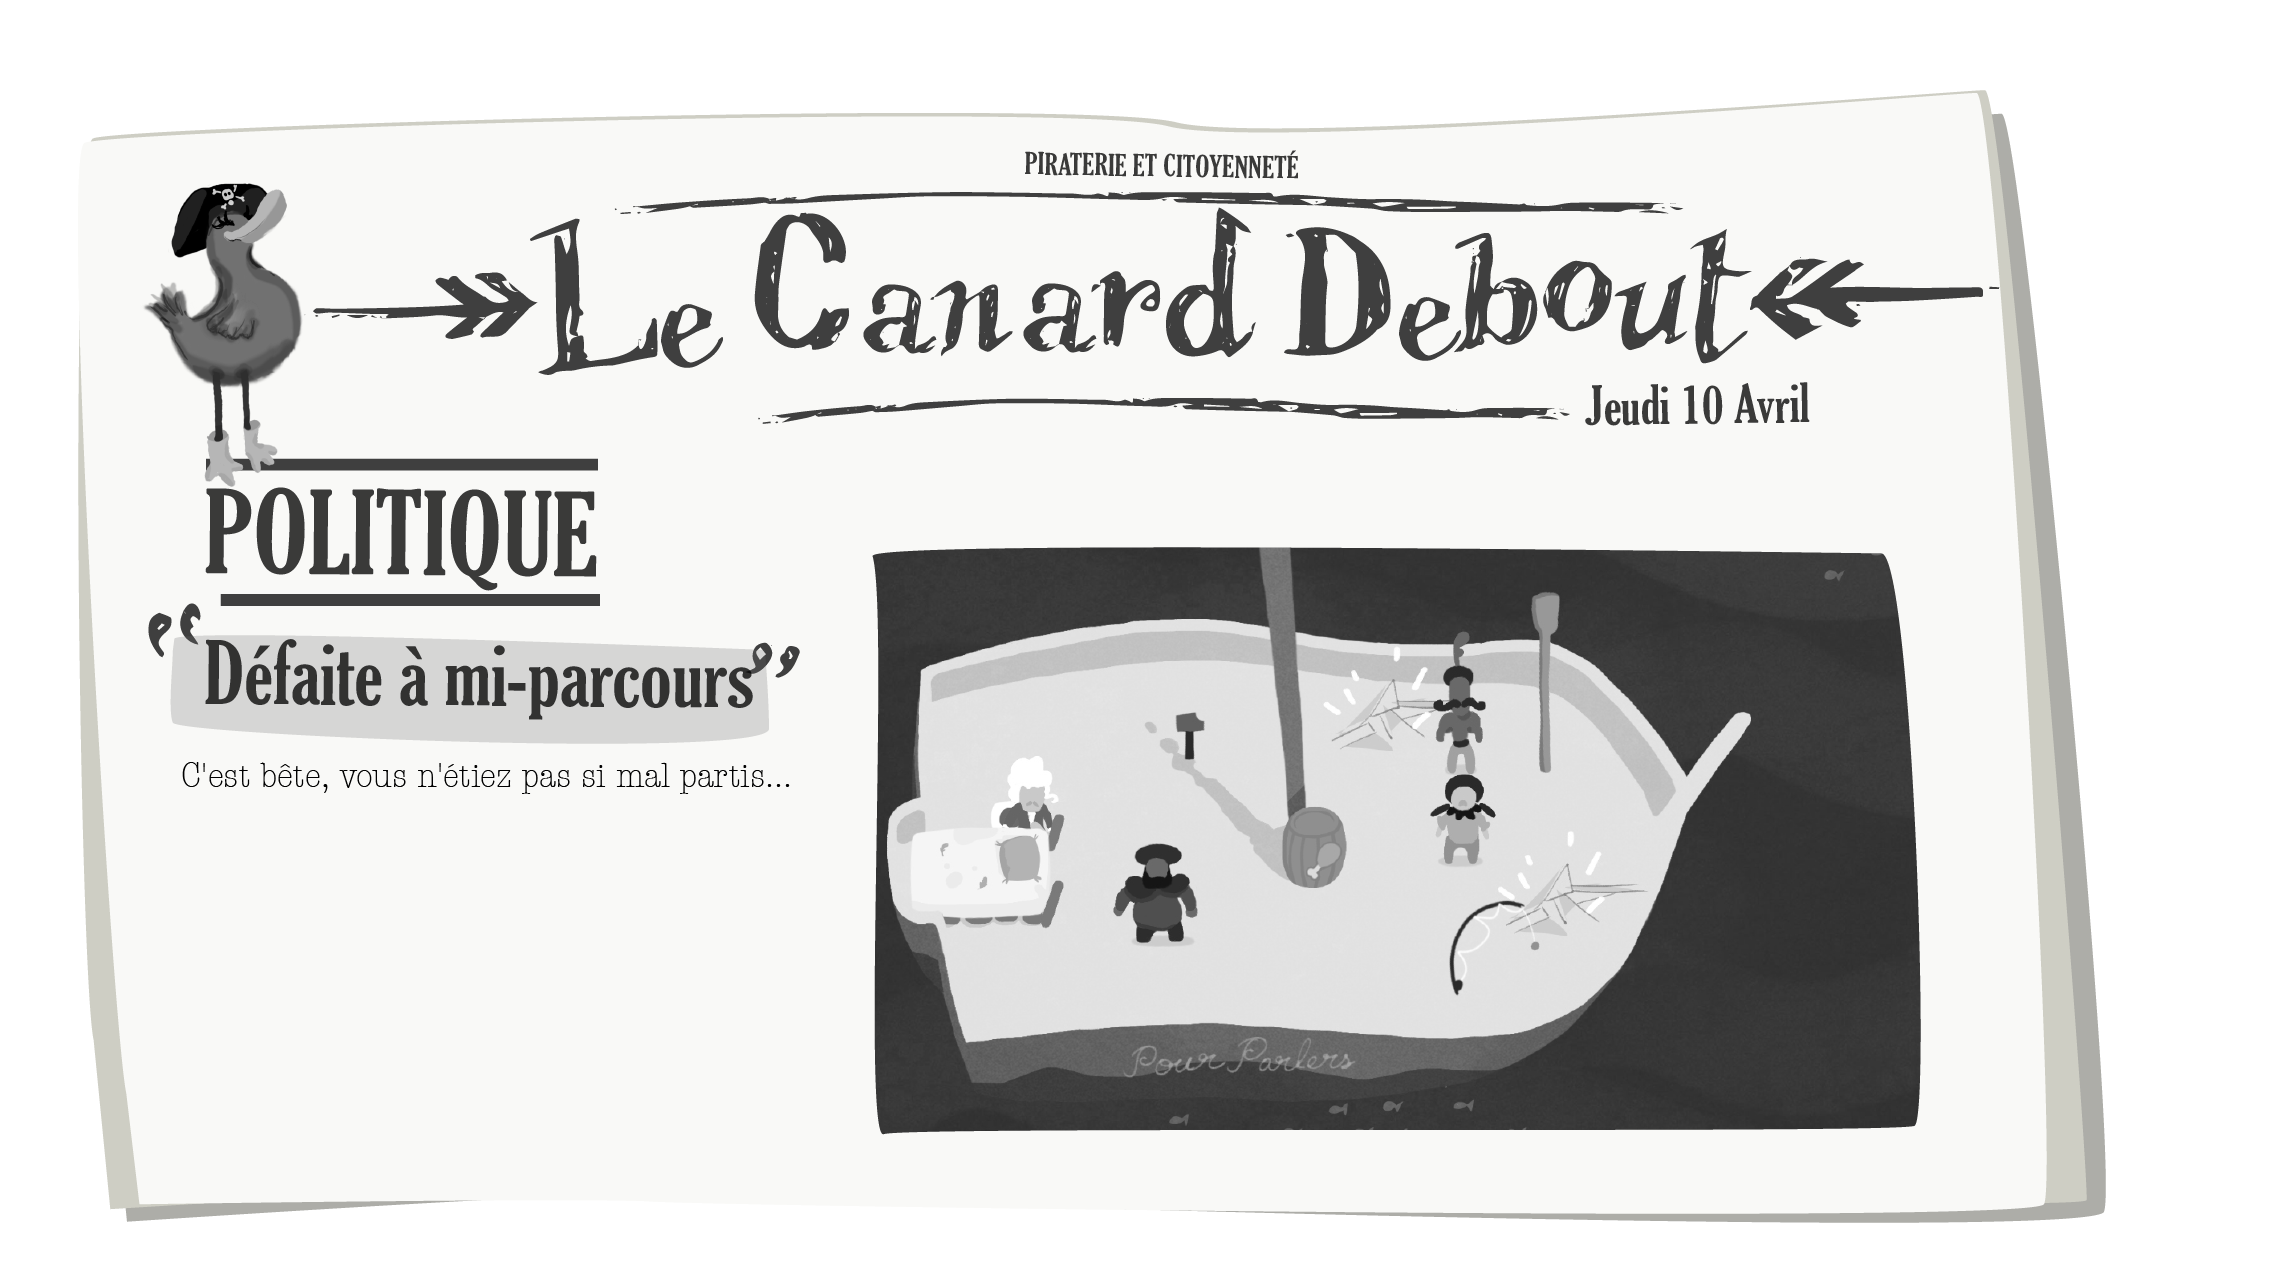 PIRATERIE ET CITOYENNETÉ
Le Canard Debout
Jeudi 10 Avril
POLITIQUE
“Défaite à mi-parcours”
C'est bête, vous n'étiez pas si mal partis...
Pour Parlers